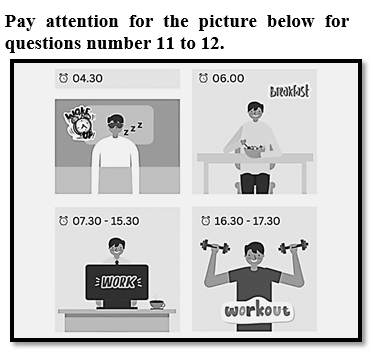 Pay attention for the picture below for
questions number 11 to 12.
04.30
06.00
WAKE
UP!
z z z
BREAKFAST
07.30 - 15.30
16.30 - 17.30
WORK
workout